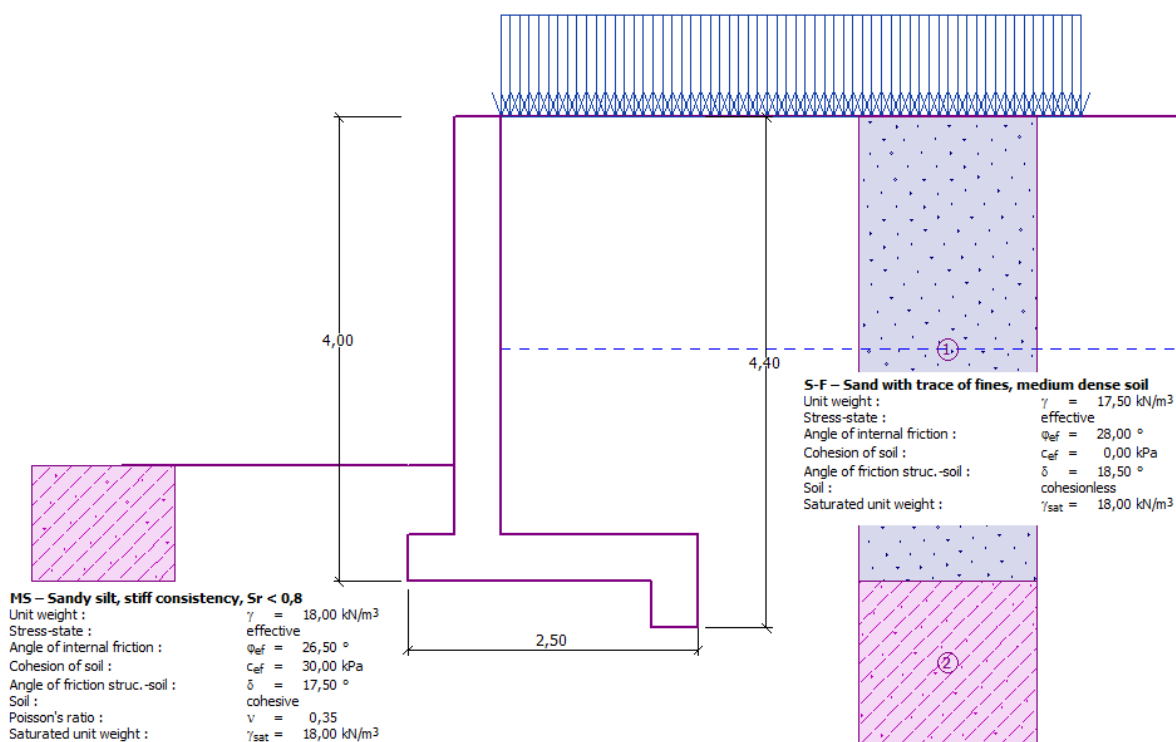 4,00
4,40
1
S-F – Sand with trace of fines, medium dense soil
Unit weight : γ = 17,50 kN/m³
Stress-state : effective
Angle of internal friction : φef = 28,00 °
Cohesion of soil : cef = 0,00 kPa
Angle of friction struc.-soil : δ = 18,50 °
Soil : cohesionless
Saturated unit weight : γsat = 18,00 kN/m³
MS – Sandy silt, stiff consistency, Sr < 0,8
Unit weight : γ = 18,00 kN/m³
Stress-state : effective
Angle of internal friction : φef = 26,50 °
Cohesion of soil : cef = 30,00 kPa
Angle of friction struc.-soil : δ = 17,50 °
Soil : cohesive
Poisson's ratio : ν = 0,35
Saturated unit weight : γsat = 18,00 kN/m³
2,50
2